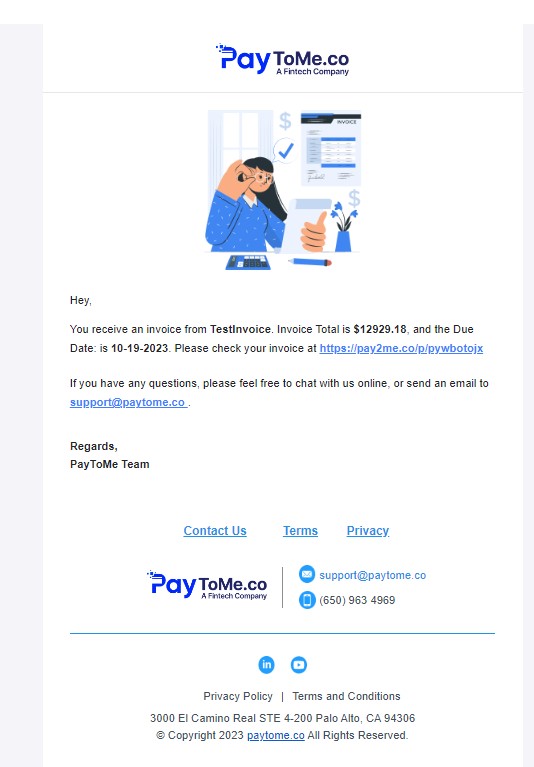 PayToMe.co
A Fintech Company
$
INVOICE
$
Hey,
You receive an invoice from TestInvoice. Invoice Total is $12929.18, and the Due
Date: is 10-19-2023. Please check your invoice at https://pay2me.co/p/pywbotojx
If you have any questions, please feel free to chat with us online, or send an email to
support@paytome.co .
Regards,
PayToMe Team
Contact Us Terms Privacy
PayToMe.co
A Fintech Company
support@paytome.co
(650) 963 4969
in
Privacy Policy | Terms and Conditions
3000 El Camino Real STE 4-200 Palo Alto, CA 94306
© Copyright 2023 paytome.co All Rights Reserved.